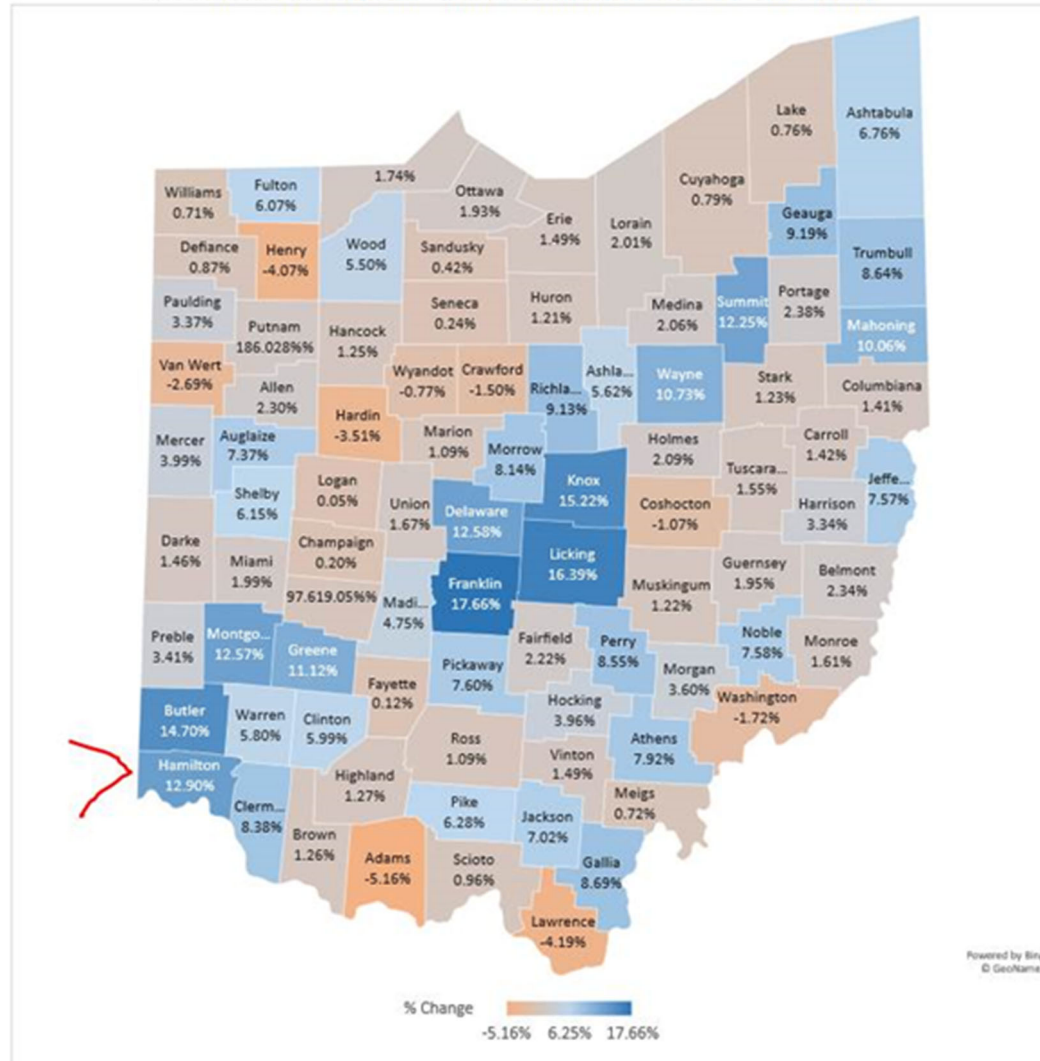 Lake
0.76%
Ashtabula
6.76%
Williams
0.71%
Fulton
6.07%
1.74%
Ottawa
1.93%
Erie
1.49%
Lorain
2.01%
Cuyahoga
0.79%
Geauga
9.19%
Defiance
0.87%
Henry
-4.07%
Wood
5.50%
Sandusky
0.42%
Trumbull
8.64%
Paulding
3.37%
Putnam
186.028%%
Hancock
1.25%
Seneca
0.24%
Huron
1.21%
Medina
2.06%
Summit
12.25%
Portage
2.38%
Mahoning
10.06%
Van Wert
-2.69%
Allen
2.30%
Hardin
-3.51%
Wyandot
-0.77%
Crawford
-1.50%
Richla...
9.13%
Ashla...
5.62%
Wayne
10.73%
Stark
1.23%
Columbiana
1.41%
Mercer
3.99%
Auglaize
7.37%
Marion
1.09%
Morrow
8.14%
Holmes
2.09%
Tuscara...
1.55%
Carroll
1.42%
Jeffe...
7.57%
Shelby
6.15%
Logan
0.05%
Union
1.67%
Delaware
12.58%
Knox
15.22%
Coshocton
-1.07%
Harrison
3.34%
Darke
1.46%
Miami
1.99%
Champaign
0.20%
97.619.05%%
Madi...
4.75%
Franklin
17.66%
Licking
16.39%
Muskingum
1.22%
Guernsey
1.95%
Belmont
2.34%
Preble
3.41%
Montgo...
12.57%
Greene
11.12%
Fayette
0.12%
Pickaway
7.60%
Fairfield
2.22%
Perry
8.55%
Morgan
3.60%
Noble
7.58%
Monroe
1.61%
Butler
14.70%
Warren
5.80%
Clinton
5.99%
Ross
1.09%
Hocking
3.96%
Athens
7.92%
Washington
-1.72%
Hamilton
12.90%
Clerm...
8.38%
Highland
1.27%
Vinton
1.49%
Meigs
0.72%
Brown
1.26%
Adams
-5.16%
Pike
6.28%
Scioto
0.96%
Jackson
7.02%
Gallia
8.69%
Lawrence
-4.19%
Powered by Bin
© GeoName
% Change
-5.16% 6.25% 17.66%